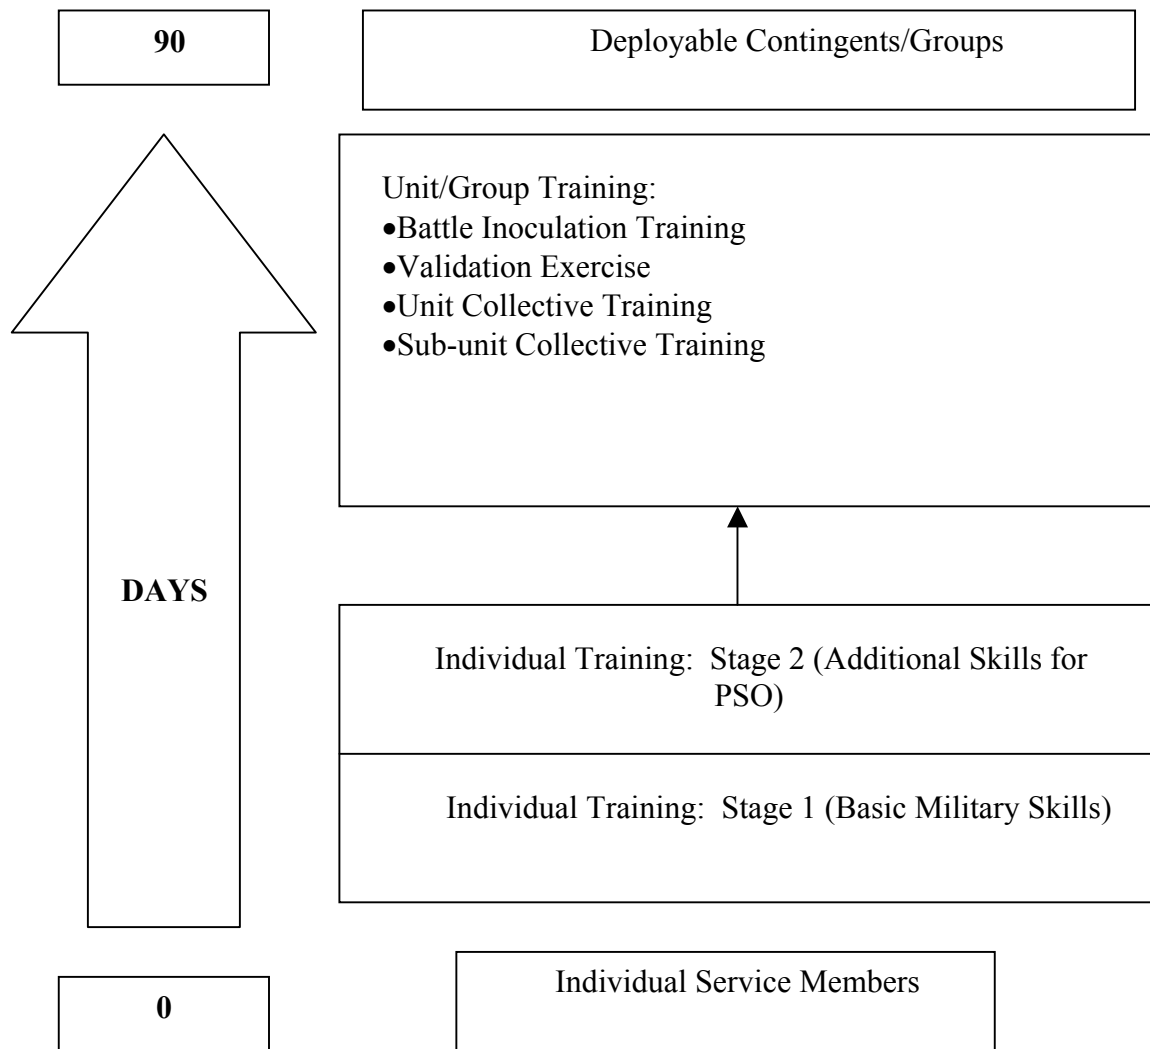 90
Deployable Contingents/Groups
Unit/Group Training:
•Battle Inoculation Training
•Validation Exercise
•Unit Collective Training
•Sub-unit Collective Training
DAYS
Individual Training:  Stage 2 (Additional Skills for
PSO)
Individual Training:  Stage 1 (Basic Military Skills)
Individual Service Members
0